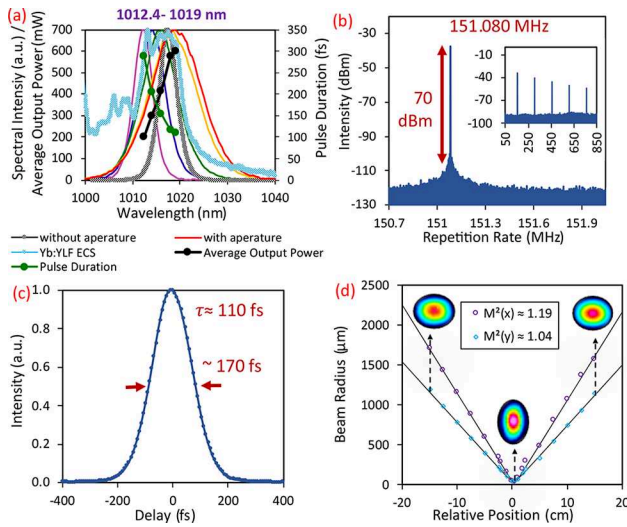 (a)
1012.4- 1019 nm
Spectral Intensiy (a.u.) /
Average Output Power (mW)
700
600
500
400
300
200
100
0
350
300
250
200
150
100
50
0
Pulse Duration (fs)
1000
1010
1020
1030
1040
Wavelength (nm)
without aperature
with aperature
Yb:YLF ECS
Average Output Power
Pulse Duration
(b)
151.080 MHz
Intensity (dBm)
-30
-50
-70
-90
-110
-130
70
dBm
-10
-40
-70
-100
50
250
450
650
850
150.7
151
151.3
151.6
151.9
Repetition Rate (MHz)
(c)
Intensity (a.u.)
1.0
0.8
0.6
0.4
0.2
0.0
τ≈ 110 fs
~ 170 fs
-400
-200
0
200
400
Delay (fs)
(d)
Beam Radius (μm)
2500
2000
1500
1000
500
0
M²(x) ≈ 1.19
M²(y) ≈ 1.04
-20
-10
0
10
20
Relative Position (cm)